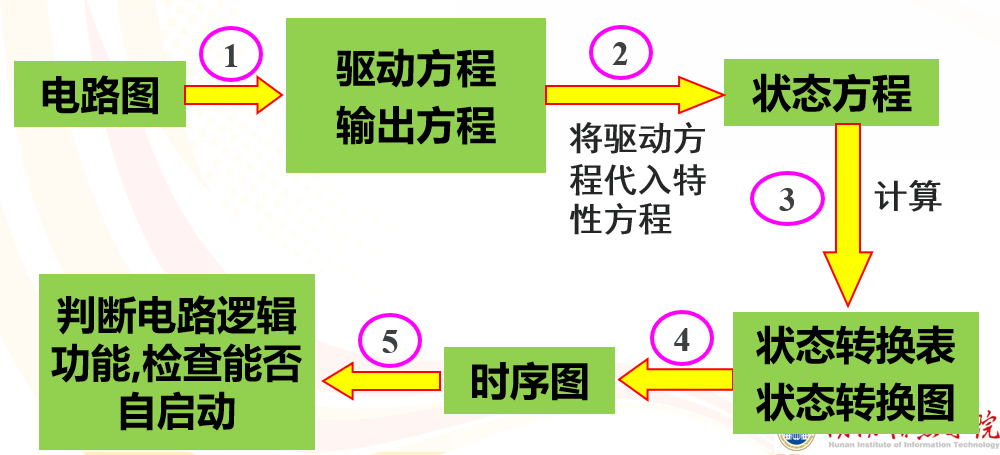 1
2
电路图
驱动方程
输出方程
状态方程
将驱动方
程代入特
性方程
3
计算
判断电路逻辑
功能,检查能否
自启动
5
时序图
4
状态转换表
状态转换图
Hunan Institute of Information Technology